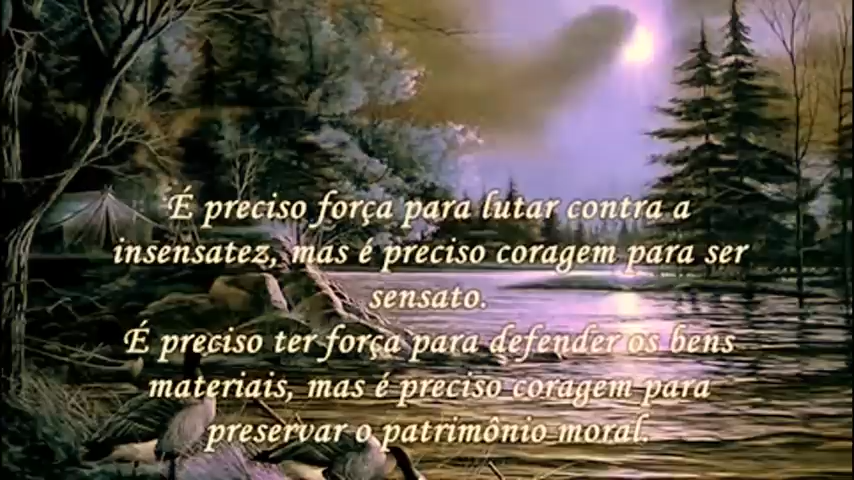 É preciso força para lutar contra a
insensatez, mas é preciso coragem para ser
sensato.
É preciso ter força para defender os bens
materiais, mas é preciso coragem para
preservar o patrimônio moral.